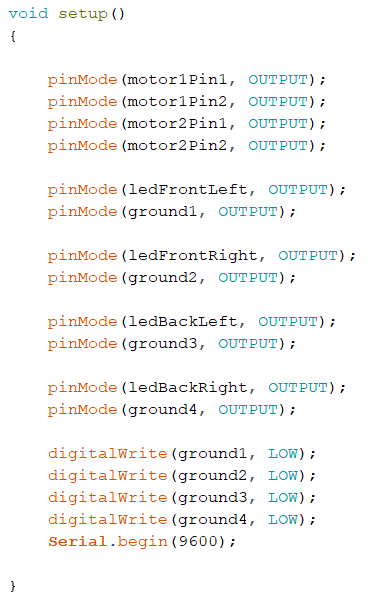 void setup()
{
pinMode(motor1Pin1, OUTPUT);
pinMode(motor1Pin2, OUTPUT);
pinMode(motor2Pin1, OUTPUT);
pinMode(motor2Pin2, OUTPUT);
pinMode(ledFrontLeft, OUTPUT);
pinMode(ground1, OUTPUT);
pinMode(ledFrontRight, OUTPUT);
pinMode(ground2, OUTPUT);
pinMode(ledBackLeft, OUTPUT);
pinMode(ground3, OUTPUT);
pinMode(ledBackRight, OUTPUT);
pinMode(ground4, OUTPUT);
digitalWrite(ground1, LOW);
digitalWrite(ground2, LOW);
digitalWrite(ground3, LOW);
digitalWrite(ground4, LOW);
Serial.begin(9600);
}